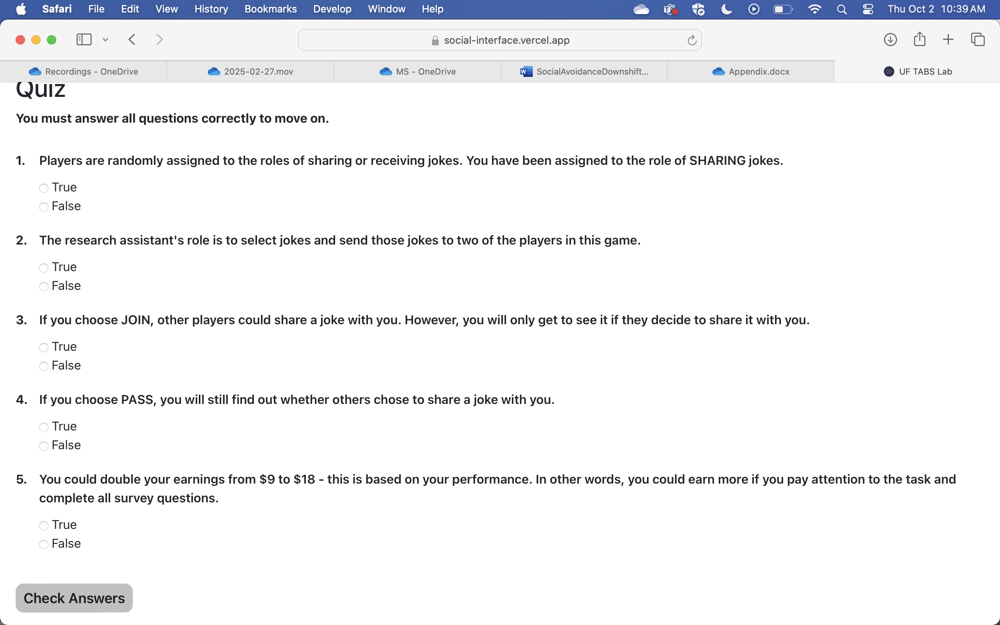 Safari File Edit View History Bookmarks Develop Window Help Thu Oct 2 10:39 AM
social-interface.vercel.app
Recordings - OneDrive 2025-02-27.mov MS - OneDrive SocialAvoidanceDownshift... Appendix.docx UF TABS Lab
Quiz
You must answer all questions correctly to move on.
1. Players are randomly assigned to the roles of sharing or receiving jokes. You have been assigned to the role of SHARING jokes.
True
False
2. The research assistant's role is to select jokes and send those jokes to two of the players in this game.
True
False
3. If you choose JOIN, other players could share a joke with you. However, you will only get to see it if they decide to share it with you.
True
False
4. If you choose PASS, you will still find out whether others chose to share a joke with you.
True
False
5. You could double your earnings from $9 to $18 - this is based on your performance. In other words, you could earn more if you pay attention to the task and
complete all survey questions.
True
False
Check Answers